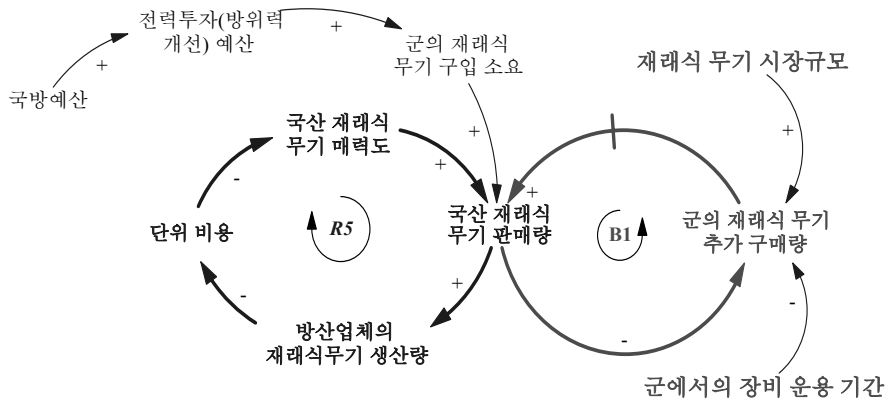 전력투자(방위력
개선) 예산
+
+
국방예산
군의 재래식
무기 구입 소요
재래식 무기 시장규모
국산 재래식
무기 매력도
+
+
+
-
+
단위 비용
R5
국산 재래식
무기 판매량
B1
군의 재래식 무기
추가 구매량
-
+
-
-
방산업체의
재래식무기 생산량
군에서의 장비 운용 기간